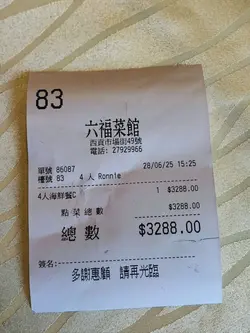 83
六福菜館
西貢市場街49號
電話: 27929966
單號 86087 28/06/25 15:25
檯號 83 4 人 Ronnie
4人海鮮餐C 1 $3288.00
點菜總數 $3288.00
總數 $3288.00
簽名:
多謝惠顧 請再光臨